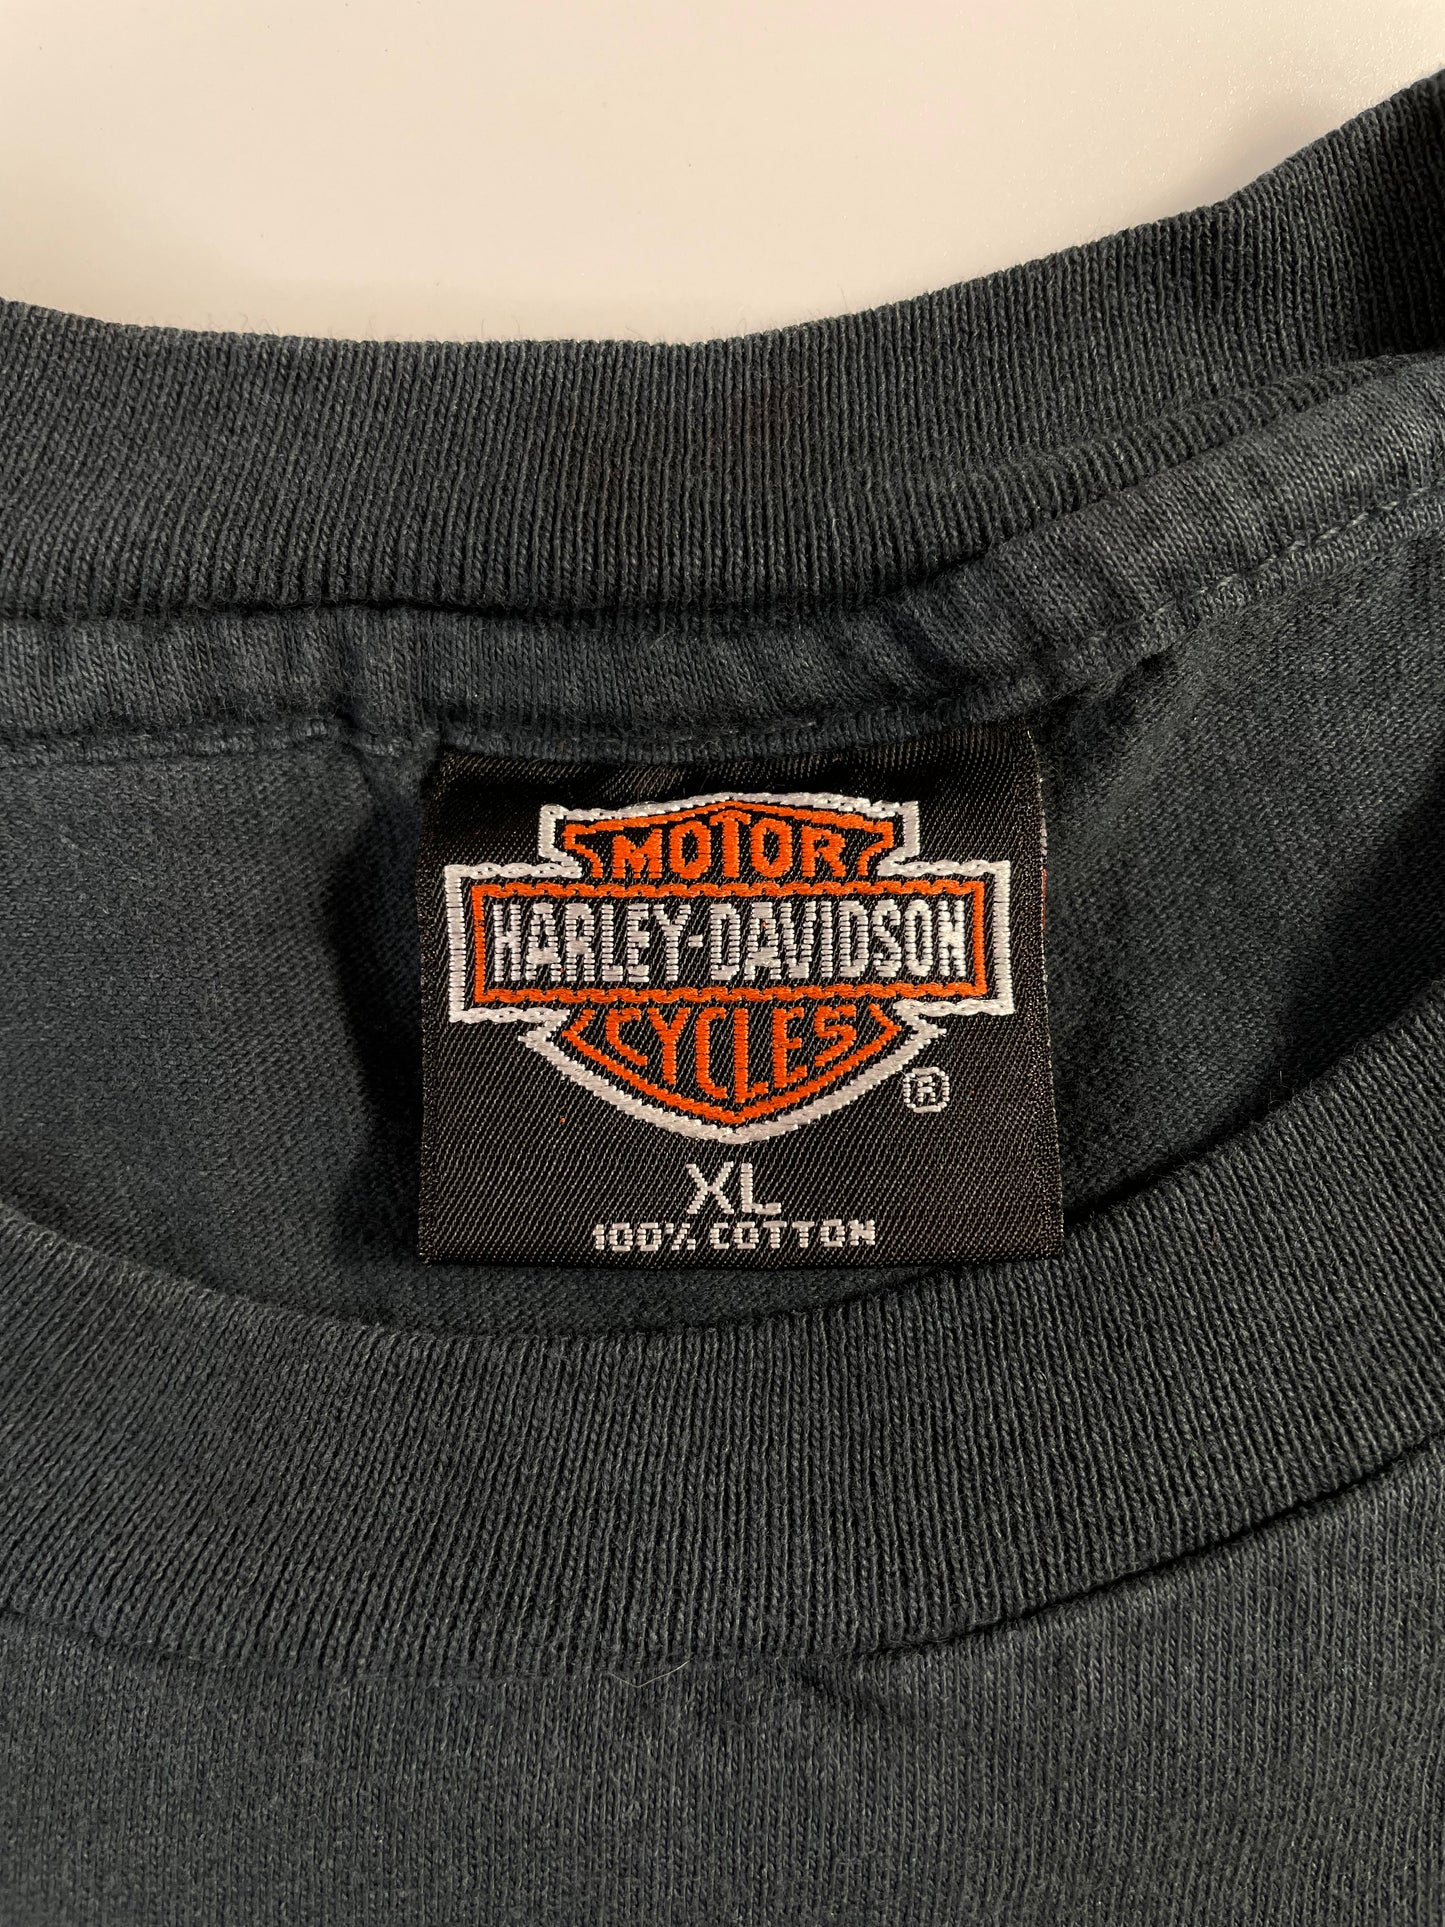 MOTOR
HARLEY-DAVIDSON
CYCLES
®
XL
100% COTTON